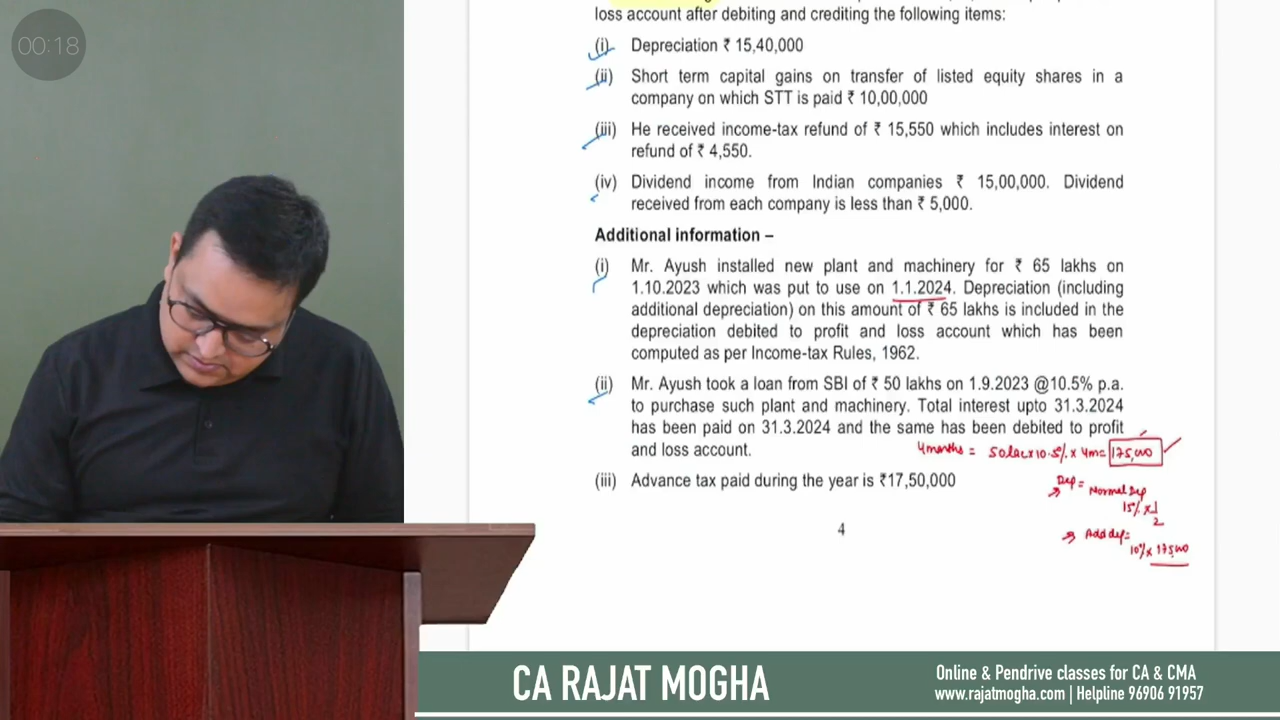 00:18
loss account after debiting and crediting the following items:
(i) Depreciation ₹ 15,40,000
(ii) Short term capital gains on transfer of listed equity shares in a
company on which STT is paid ₹ 10,00,000
(iii) He received income-tax refund of ₹ 15,550 which includes interest on
refund of ₹ 4,550.
(iv) Dividend income from Indian companies ₹ 15,00,000. Dividend
received from each company is less than ₹ 5,000.
Additional information –
(i) Mr. Ayush installed new plant and machinery for ₹ 65 lakhs on
1.10.2023 which was put to use on 1.1.2024. Depreciation (including
additional depreciation) on this amount of ₹ 65 lakhs is included in the
depreciation debited to profit and loss account which has been
computed as per Income-tax Rules, 1962.
(ii) Mr. Ayush took a loan from SBI of ₹ 50 lakhs on 1.9.2023 @10.5% p.a.
to purchase such plant and machinery. Total interest upto 31.3.2024
has been paid on 31.3.2024 and the same has been debited to profit
and loss account.
4 months = 50 lac x 10.5% x 4m = 175,000
(iii) Advance tax paid during the year is ₹17,50,000
Dep = Normal Dep
15% x 1/2
Add dep =
10% x 175,000
4
CA RAJAT MOGHA
Online & Pendrive classes for CA & CMA
www.rajatmogha.com | Helpline 96906 91957